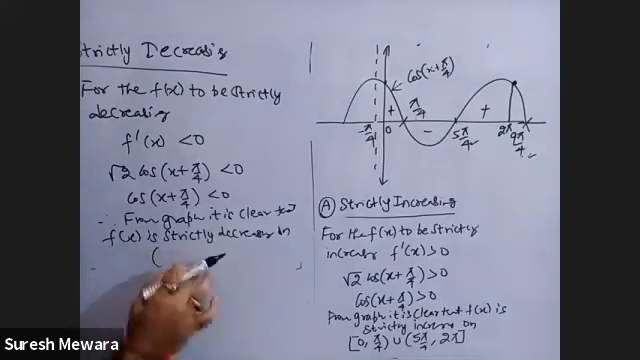 Strictly Decreasing
For the f(x) to be strictly
decreasing
f'(x) < 0
√2 cos(x+π/4) < 0
cos(x+π/4) < 0
∴ From graph it is clear that
f(x) is strictly decreasing in
(
cos(x+π/4)
+ - +
-π/4 0 π/4 5π/4 2π 9π/4
Ⓐ Strictly Increasing
For the f(x) to be strictly
increasing f'(x) > 0
√2 cos(x+π/4) > 0
cos(x+π/4) > 0
From graph it is clear that f(x) is
strictly increasing on
[0, π/4) ∪ (5π/4, 2π]
Suresh Mewara